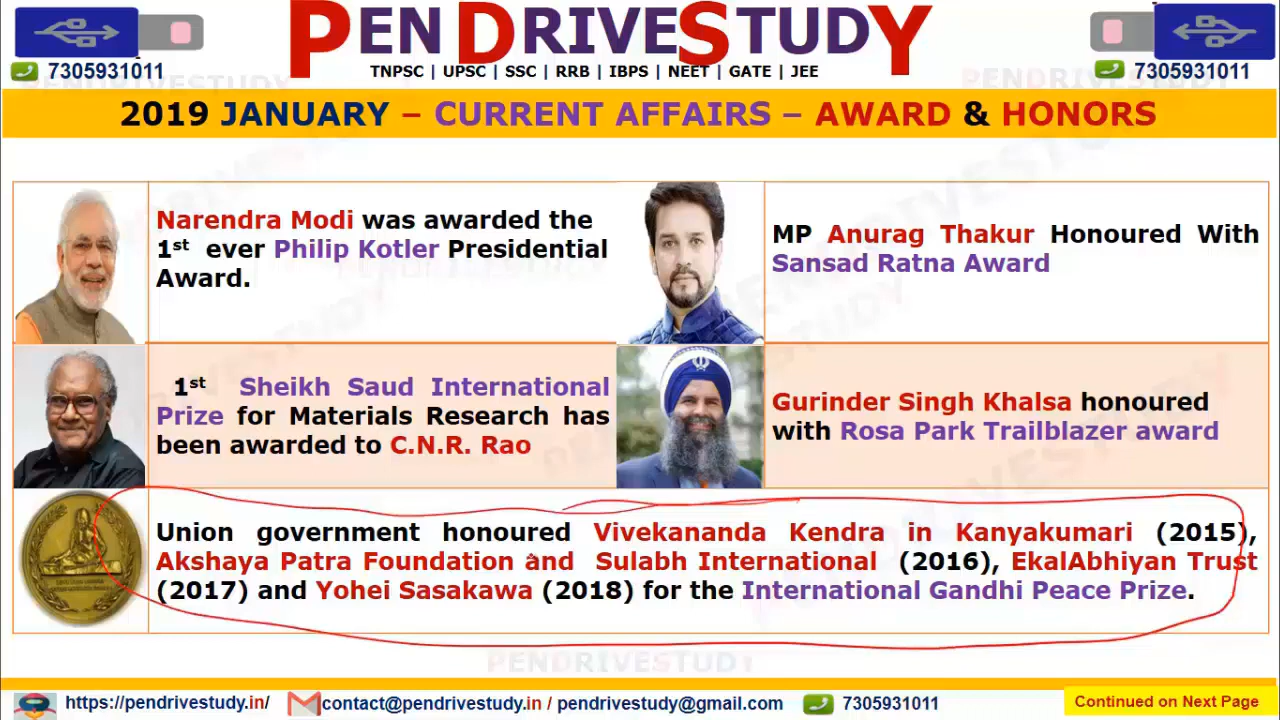 PENDRIVESTUDY
TNPSC | UPSC | SSC | RRB | IBPS | NEET | GATE | JEE
7305931011
7305931011
2019 JANUARY – CURRENT AFFAIRS – AWARD & HONORS
Narendra Modi was awarded the
1st ever Philip Kotler Presidential
Award.
MP Anurag Thakur Honoured With
Sansad Ratna Award
1st Sheikh Saud International
Prize for Materials Research has
been awarded to C.N.R. Rao
Gurinder Singh Khalsa honoured
with Rosa Park Trailblazer award
Union government honoured Vivekananda Kendra in Kanyakumari (2015),
Akshaya Patra Foundation and Sulabh International (2016), EkalAbhiyan Trust
(2017) and Yohei Sasakawa (2018) for the International Gandhi Peace Prize.
PENDRIVESTUDY
https://pendrivestudy.in/
contact@pendrivestudy.in / pendrivestudy@gmail.com
7305931011
Continued on Next Page